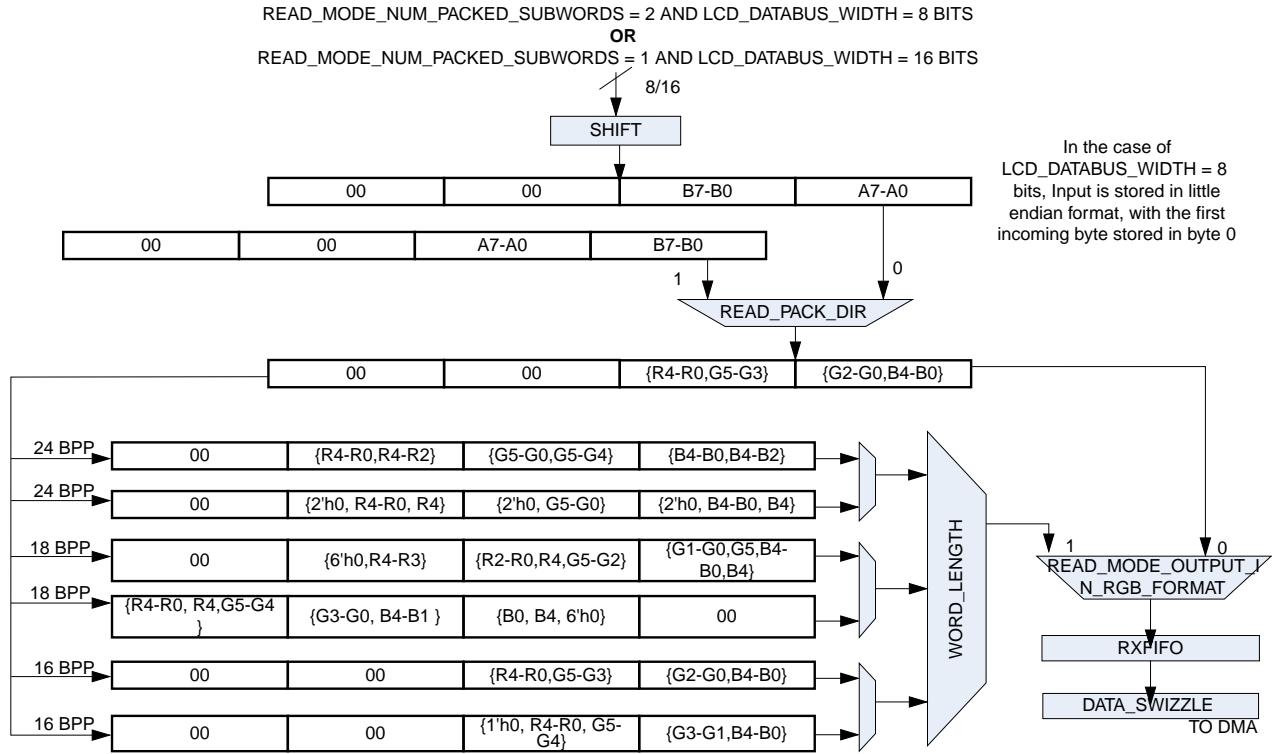 READ_MODE_NUM_PACKED_SUBWORDS = 2 AND LCD_DATABUS_WIDTH = 8 BITS
OR
READ_MODE_NUM_PACKED_SUBWORDS = 1 AND LCD_DATABUS_WIDTH = 16 BITS
8/16
SHIFT
In the case of
LCD_DATABUS_WIDTH = 8
bits, Input is stored in little
endian format, with the first
incoming byte stored in byte 0
00 00 B7-B0 A7-A0
00 00 A7-A0 B7-B0
1 0
READ_PACK_DIR
00 00 {R4-R0,G5-G3} {G2-G0,B4-B0}
24 BPP 00 {R4-R0,R4-R2} {G5-G0,G5-G4} {B4-B0,B4-B2}
24 BPP 00 {2'h0, R4-R0, R4} {2'h0, G5-G0} {2'h0, B4-B0, B4}
18 BPP 00 {6'h0,R4-R3} {R2-R0,R4,G5-G2} {G1-G0,G5,B4-
B0,B4}
18 BPP {R4-R0, R4,G5-G4
} {G3-G0, B4-B1 } {B0, B4, 6'h0} 00
16 BPP 00 00 {R4-R0,G5-G3} {G2-G0,B4-B0}
16 BPP 00 00 {1'h0, R4-R0, G5-
G4} {G3-G1,B4-B0}
WORD_LENGTH
1 0
READ_MODE_OUTPUT_I
N_RGB_FORMAT
RXFIFO
DATA_SWIZZLE
TO DMA